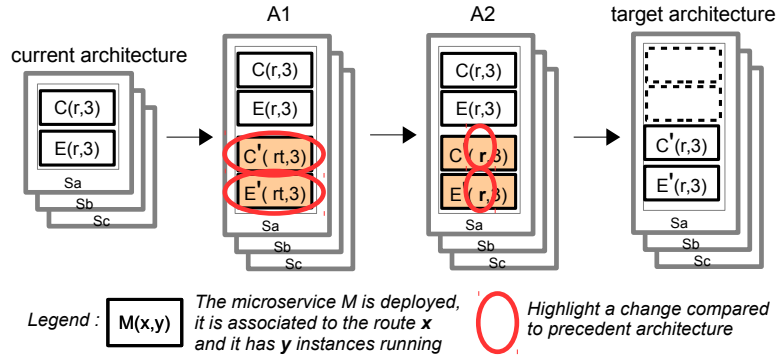 current architecture
C(r,3)
E(r,3)
Sa
Sb
Sc
A1
C(r,3)
E(r,3)
C'( rt,3)
E'( rt,3)
Sa
Sb
Sc
A2
C(r,3)
E(r,3)
C'( r,3)
E'( r,3)
Sa
Sb
Sc
target architecture
C'(r,3)
E'(r,3)
Sa
Sb
Sc
Legend :
M(x,y)
The microservice M is deployed,
it is associated to the route x
and it has y instances running
Highlight a change compared
to precedent architecture